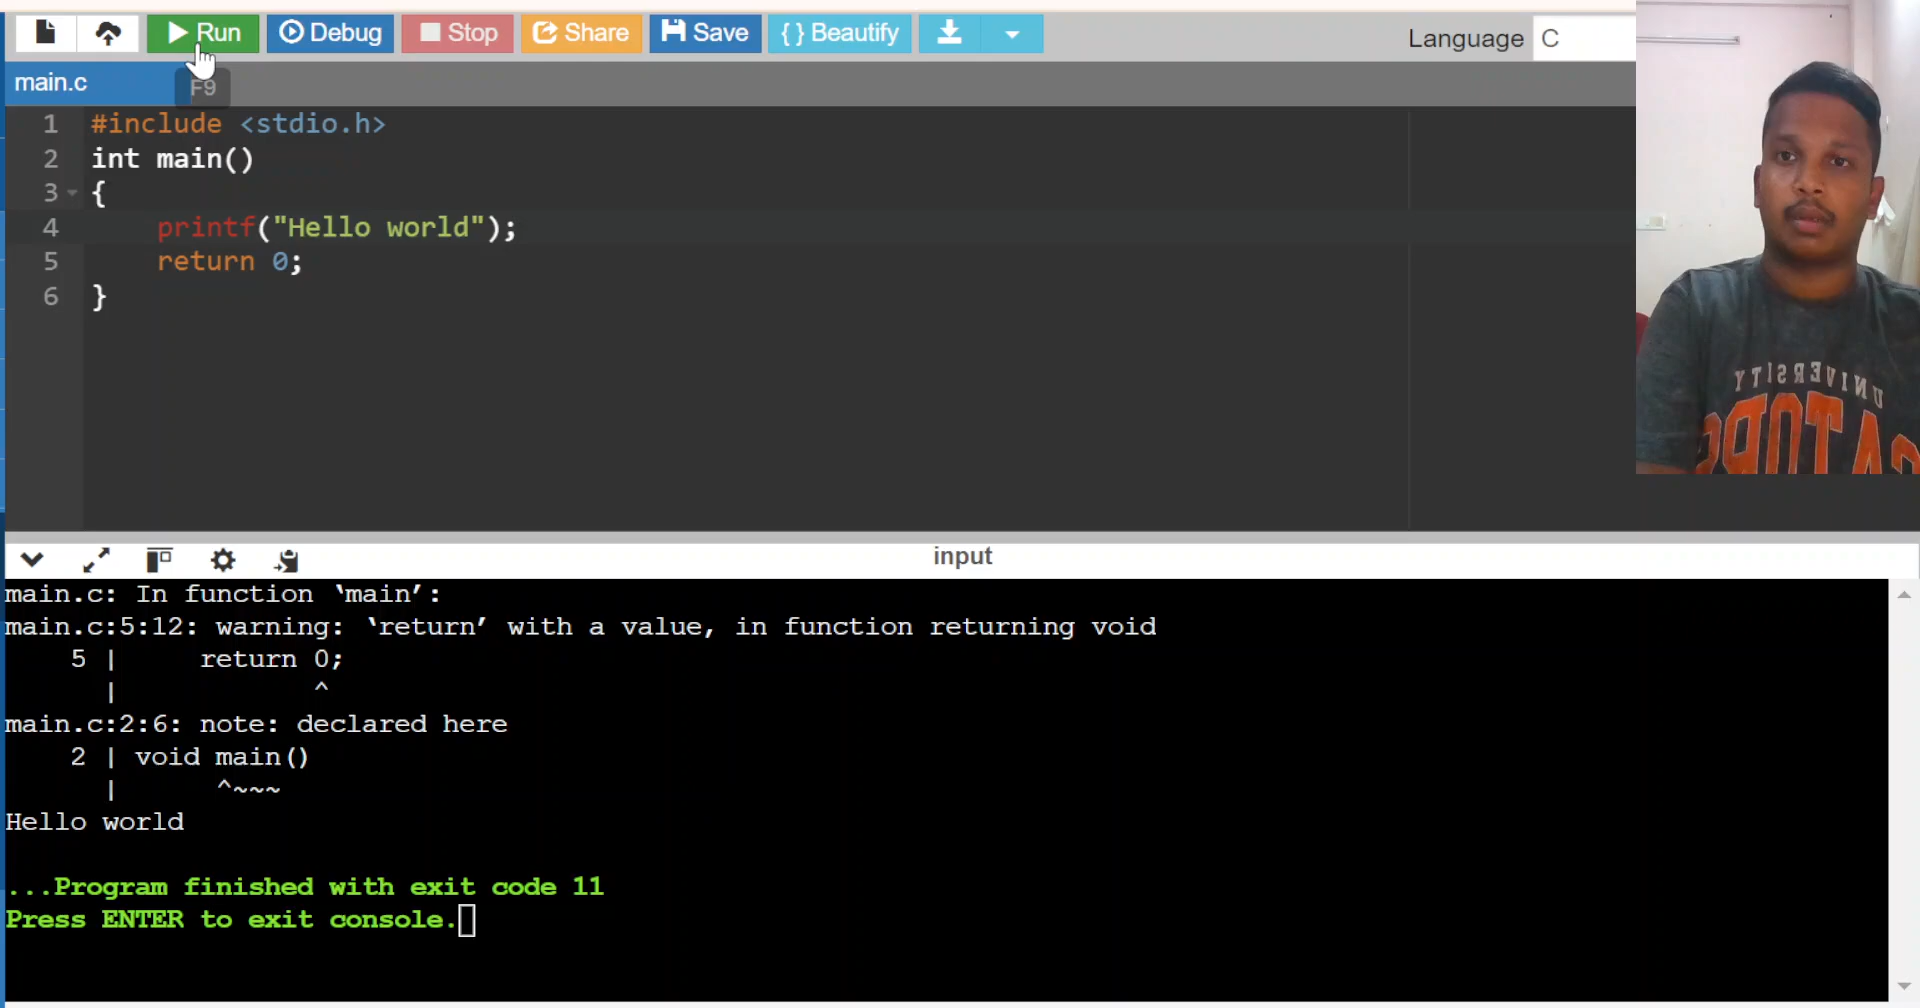 Run Debug Stop Share Save { } Beautify Language C
main.c F9
1 #include <stdio.h>
2 int main()
3 {
4 printf("Hello world");
5 return 0;
6 }
UNIVERSITY
input
main.c: In function ‘main’:
main.c:5:12: warning: ‘return’ with a value, in function returning void
5 | return 0;
| ^
main.c:2:6: note: declared here
2 | void main()
| ^~~~
Hello world
...Program finished with exit code 11
Press ENTER to exit console.